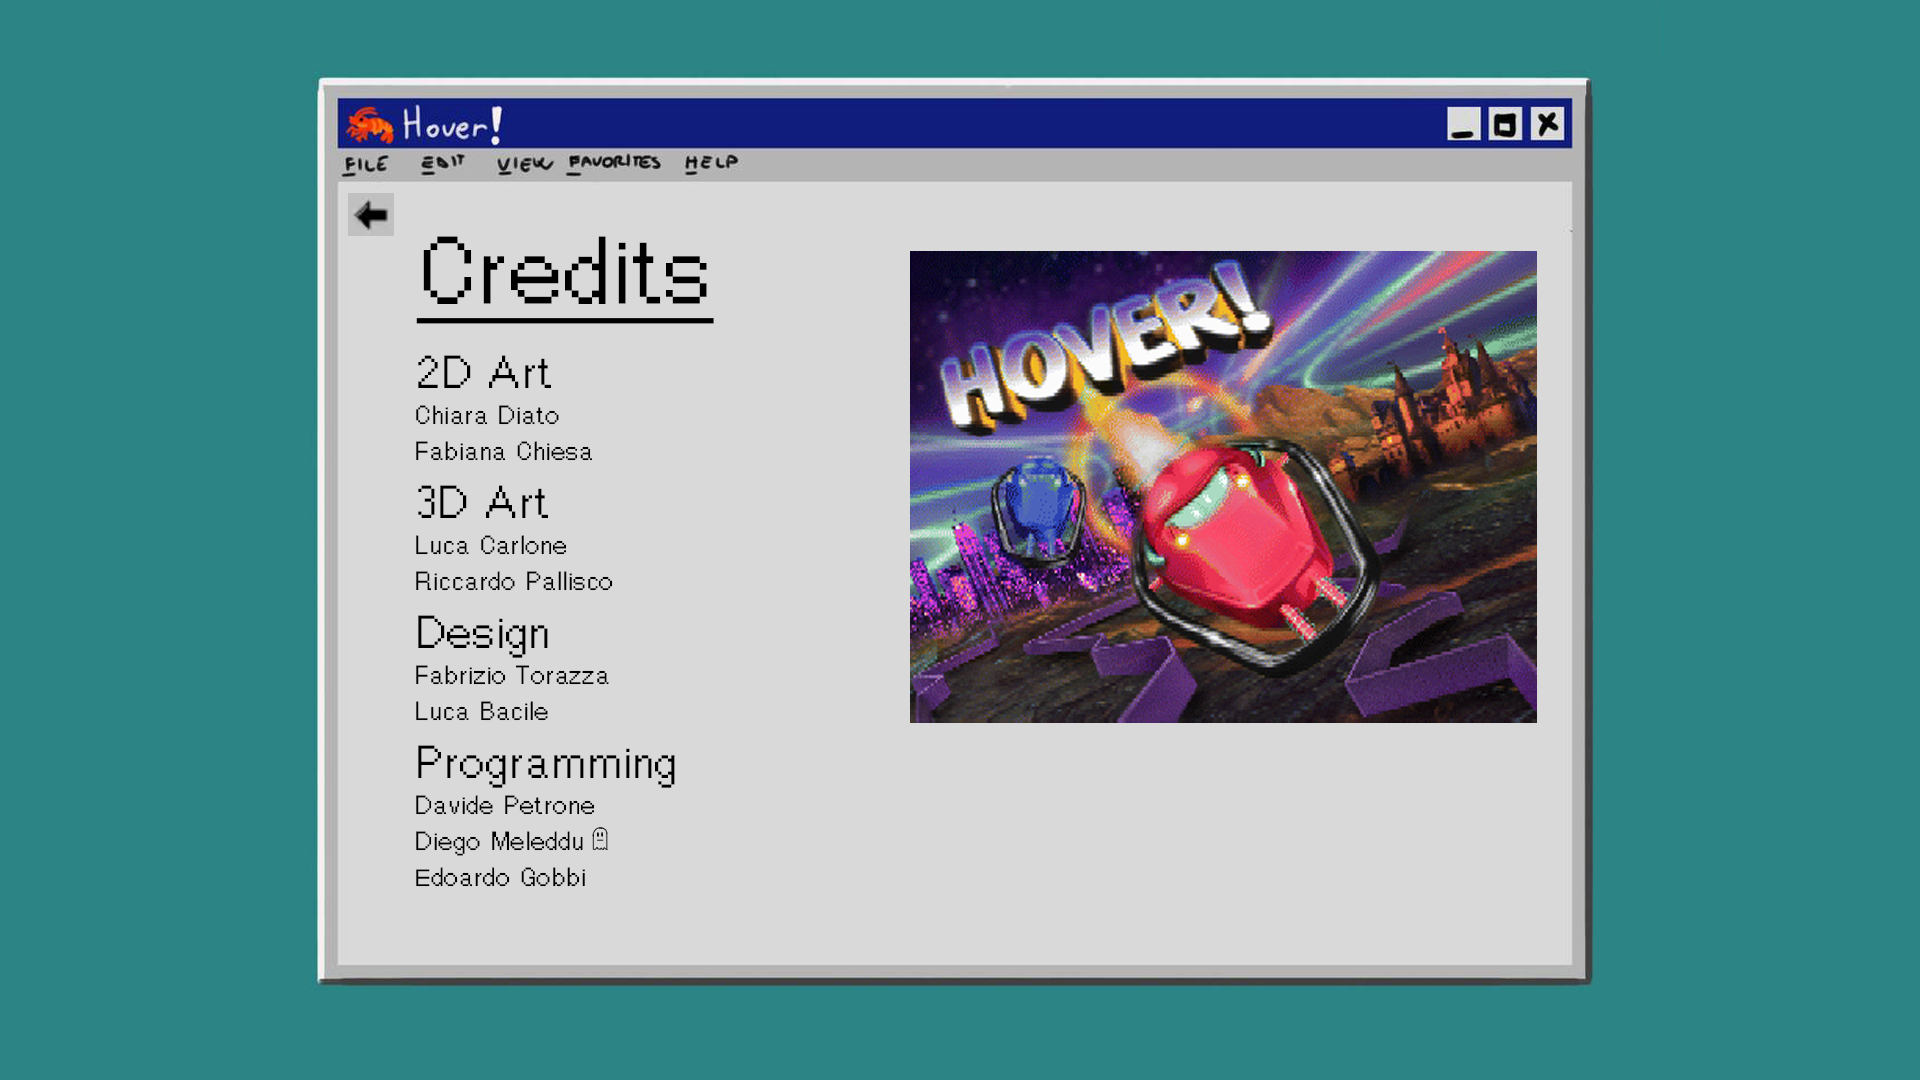 Hover!
FILE EDIT VIEW FAVORITES HELP
Credits
HOVER!
2D Art
Chiara Diato
Fabiana Chiesa
3D Art
Luca Carlone
Riccardo Pallisco
Design
Fabrizio Torazza
Luca Bacile
Programming
Davide Petrone
Diego Meleddu
Edoardo Gobbi